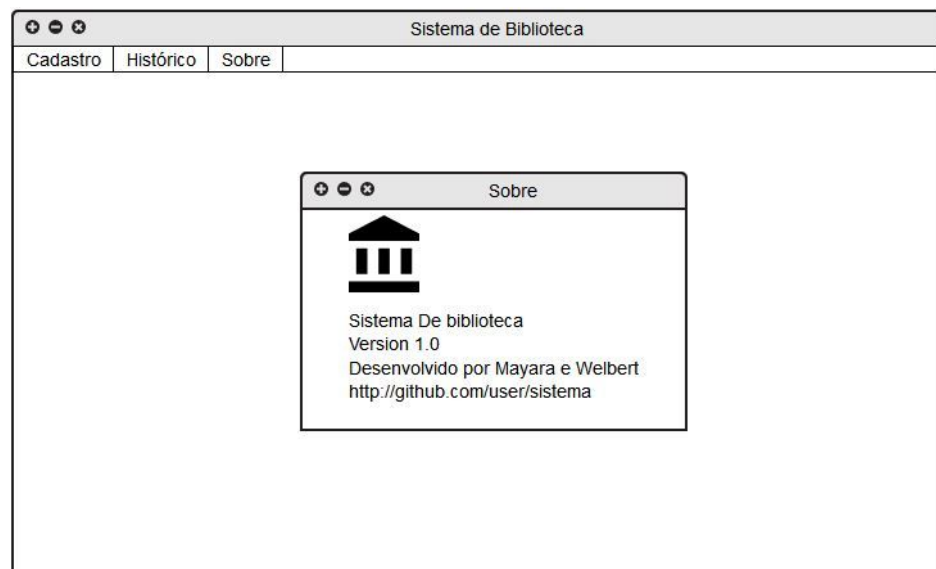 Sistema de Biblioteca
Cadastro Histórico Sobre
Sobre
Sistema De biblioteca
Version 1.0
Desenvolvido por Mayara e Welbert
http://github.com/user/sistema